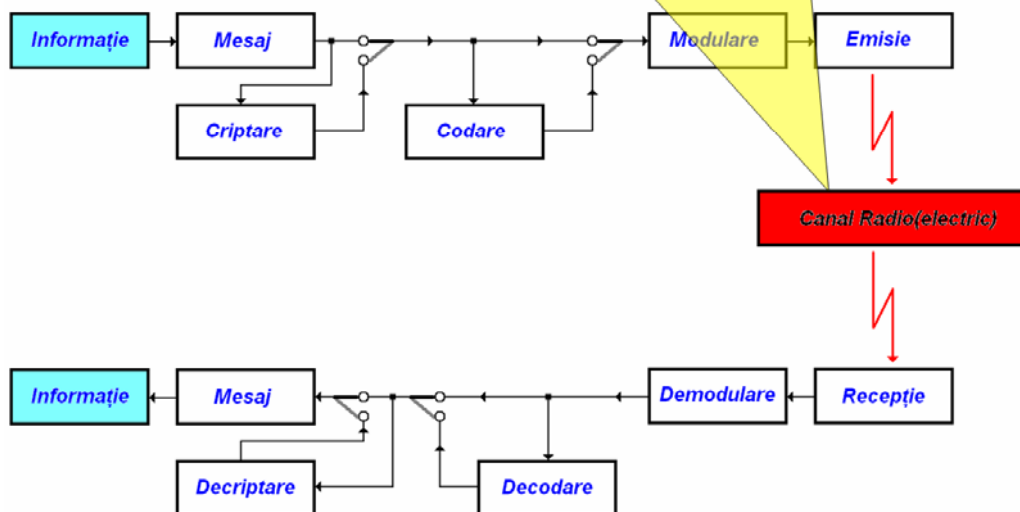 Informație
Mesaj
Modulare
Emisie
Criptare
Codare
Canal Radio(electric)
Informație
Mesaj
Demodulare
Recepție
Decriptare
Decodare